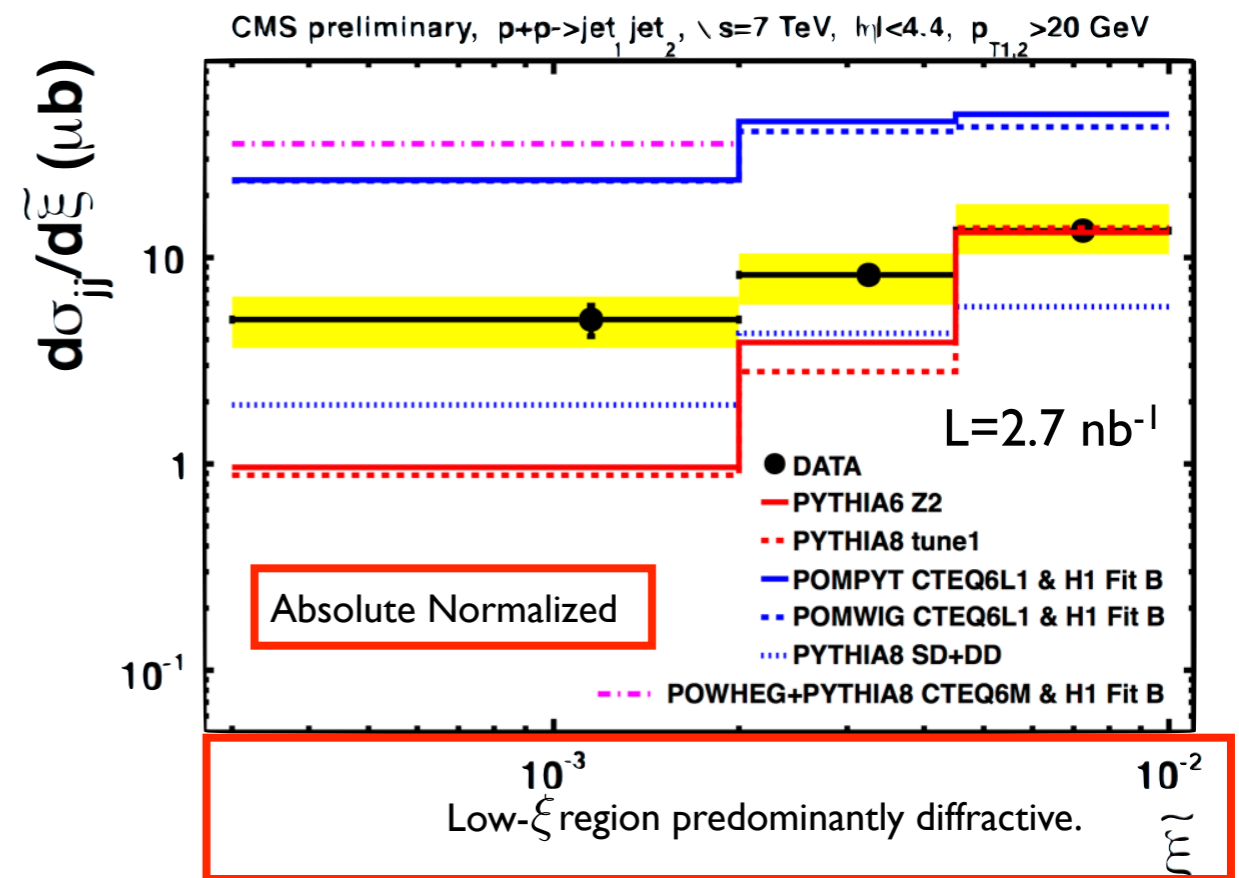 CMS preliminary, p+p->jet₁ jet₂, \ s=7 TeV, |η|<4.4, p_T1,2 >20 GeV
dσ_jj/dξ̃ (μb)
10
1
10⁻¹
L=2.7 nb⁻¹
DATA
PYTHIA6 Z2
PYTHIA8 tune1
POMPYT CTEQ6L1 & H1 Fit B
POMWIG CTEQ6L1 & H1 Fit B
PYTHIA8 SD+DD
POWHEG+PYTHIA8 CTEQ6M & H1 Fit B
Absolute Normalized
10⁻³
10⁻²
Low-ξ region predominantly diffractive.
ξ̃